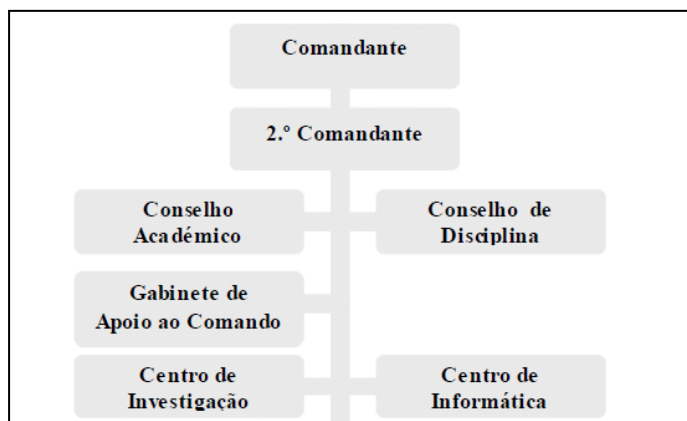 Comandante
2.º Comandante
Conselho
Académico
Conselho de
Disciplina
Gabinete de
Apoio ao Comando
Centro de
Investigação
Centro de
Informática